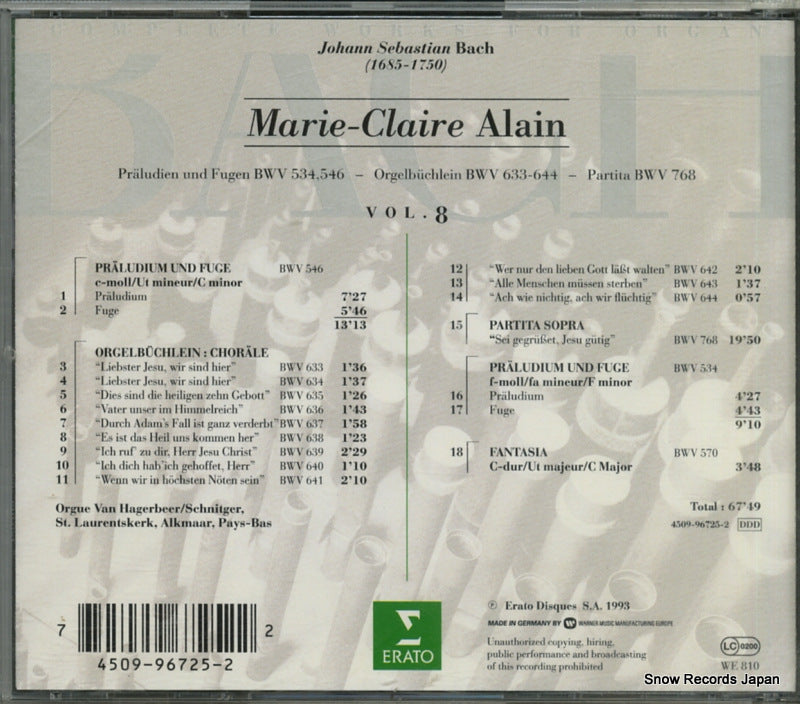 COMPLETE WORKS FOR ORGAN
BACH
Johann Sebastian Bach
(1685-1750)
Marie-Claire Alain
Präludien und Fugen BWV 534,546 – Orgelbüchlein BWV 633-644 – Partita BWV 768
VOL. 8
PRÄLUDIUM UND FUGE BWV 546
c-moll/Ut mineur/C minor
1 Präludium 7'27
2 Fuge 5'46
13'13
ORGELBÜCHLEIN : CHORÄLE
3 "Liebster Jesu, wir sind hier" BWV 633 1'36
4 "Liebster Jesu, wir sind hier" BWV 634 1'37
5 "Dies sind die heiligen zehn Gebott" BWV 635 1'26
6 "Vater unser im Himmelreich" BWV 636 1'43
7 "Durch Adam's Fall ist ganz verderbt" BWV 637 1'58
8 "Es ist das Heil uns kommen her" BWV 638 1'23
9 "Ich ruf' zu dir, Herr Jesu Christ" BWV 639 2'29
10 "Ich dich hab'ich gehoffet, Herr" BWV 640 1'10
11 "Wenn wir in höchsten Nöten sein" BWV 641 2'10
Orgue Van Hagerbeer/Schnitger,
St. Laurentskerk, Alkmaar, Pays-Bas
12 "Wer nur den lieben Gott läßt walten" BWV 642 2'10
13 "Alle Menschen müssen sterben" BWV 643 1'37
14 "Ach wie nichtig, ach wir flüchtig" BWV 644 0'57
15 PARTITA SOPRA
"Sei gegrüßet, Jesu gütig" BWV 768 19'50
PRÄLUDIUM UND FUGE BWV 534
f-moll/fa mineur/F minor
16 Präludium 4'27
17 Fuge 4'43
9'10
18 FANTASIA BWV 570
C-dur/Ut majeur/C Major 3'48
Total : 67'49
4509-96725-2 DDD
7 4509-96725-2 2
ERATO
℗ Erato Disques S.A. 1993
MADE IN GERMANY BY WARNER MUSIC MANUFACTURING EUROPE
Unauthorized copying, hiring,
public performance and broadcasting
of this recording prohibited
LC 0200
WE 810
Snow Records Japan